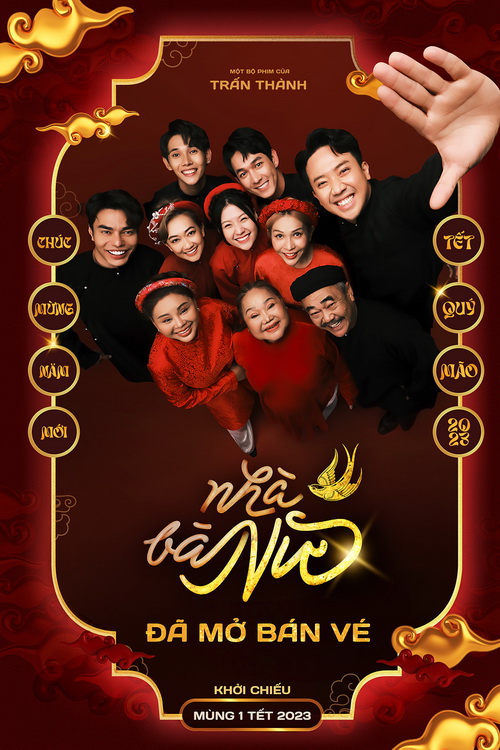 MỘT BỘ PHIM CỦA
TRẤN THÀNH
CHÚC
MỪNG
NĂM
MỚI
TẾT
QUÝ
MÃO
2023
nhà
bà Nữ
ĐÃ MỞ BÁN VÉ
KHỞI CHIẾU
MÙNG 1 TẾT 2023